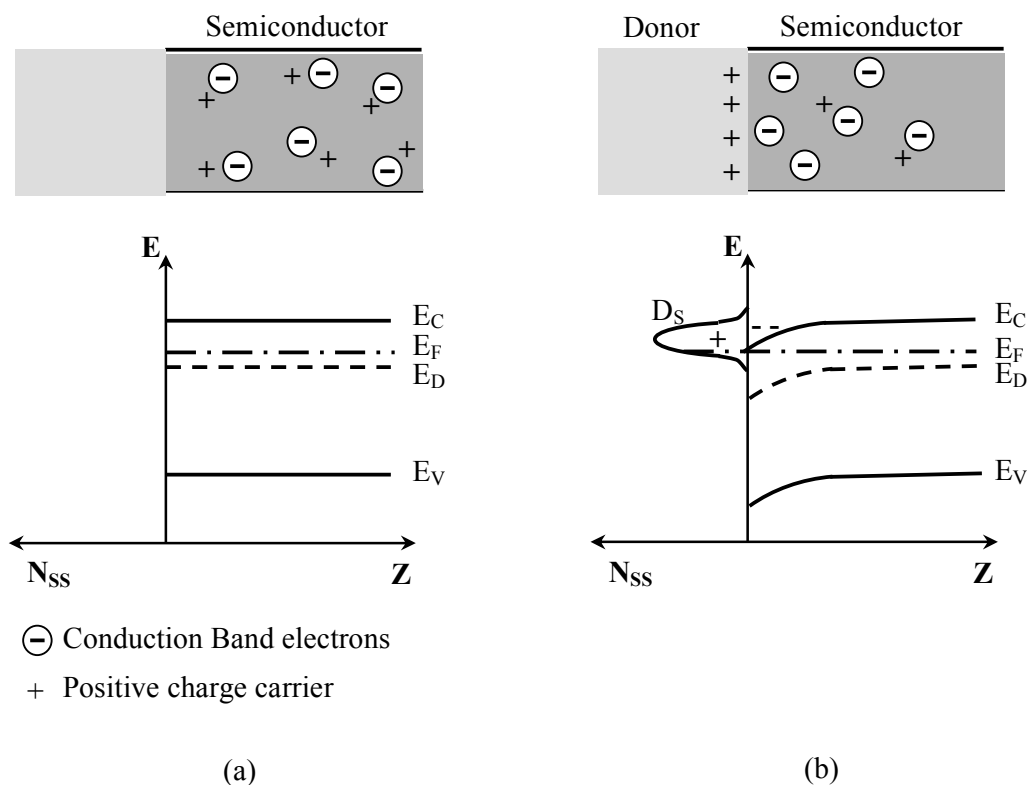 Semiconductor
Donor Semiconductor
E
E_C
E_F
E_D
E_V
N_SS Z
E
D_S
E_C
E_F
E_D
E_V
N_SS Z
⊖ Conduction Band electrons
+ Positive charge carrier
(a) (b)